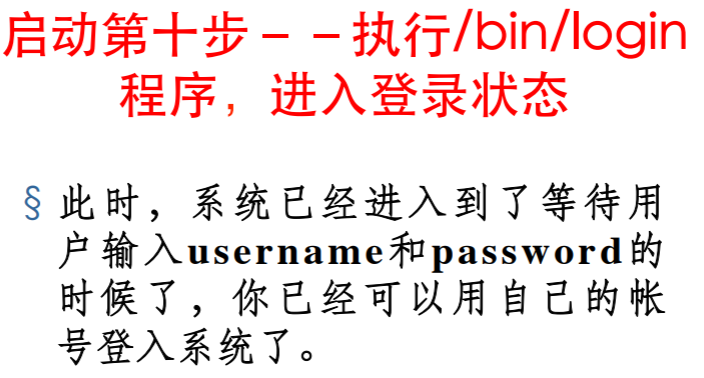 启动第十步－－执行/bin/login
程序，进入登录状态
§ 此时，系统已经进入到了等待用
户输入username和password的
时候了，你已经可以用自己的帐
号登入系统了。